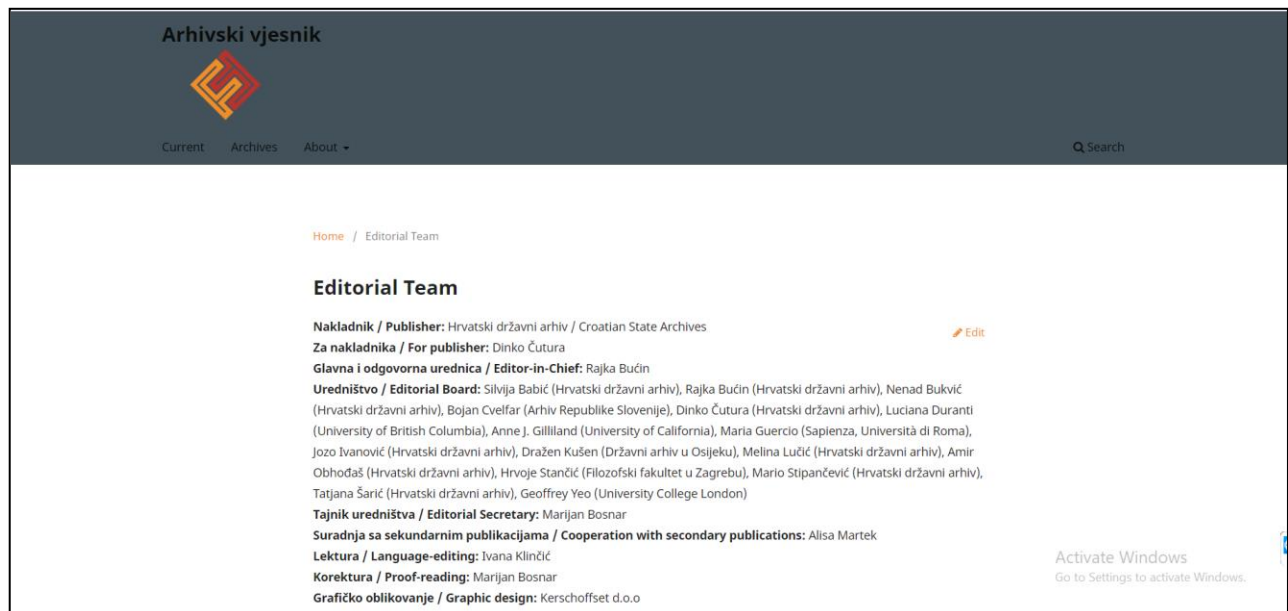 Arhivski vjesnik
Current Archives About
Search
Home / Editorial Team
Editorial Team
Nakladnik / Publisher: Hrvatski državni arhiv / Croatian State Archives
Edit
Za nakladnika / For publisher: Dinko Čutura
Glavna i odgovorna urednica / Editor-in-Chief: Rajka Bućin
Uredništvo / Editorial Board: Silvija Babić (Hrvatski državni arhiv), Rajka Bućin (Hrvatski državni arhiv), Nenad Bukvić
(Hrvatski državni arhiv), Bojan Cvelfar (Arhiv Republike Slovenije), Dinko Čutura (Hrvatski državni arhiv), Luciana Duranti
(University of British Columbia), Anne J. Gilliland (University of California), Maria Guercio (Sapienza, Università di Roma),
Jozo Ivanović (Hrvatski državni arhiv), Dražen Kušen (Državni arhiv u Osijeku), Melina Lučić (Hrvatski državni arhiv), Amir
Obhođaš (Hrvatski državni arhiv), Hrvoje Stančić (Filozofski fakultet u Zagrebu), Mario Stipančević (Hrvatski državni arhiv),
Tatjana Šarić (Hrvatski državni arhiv), Geoffrey Yeo (University College London)
Tajnik uredništva / Editorial Secretary: Marijan Bosnar
Suradnja sa sekundarnim publikacijama / Cooperation with secondary publications: Alisa Martek
Lektura / Language-editing: Ivana Klinčić
Korektura / Proof-reading: Marijan Bosnar
Grafičko oblikovanje / Graphic design: Kerschoffset d.o.o
Activate Windows
Go to Settings to activate Windows.